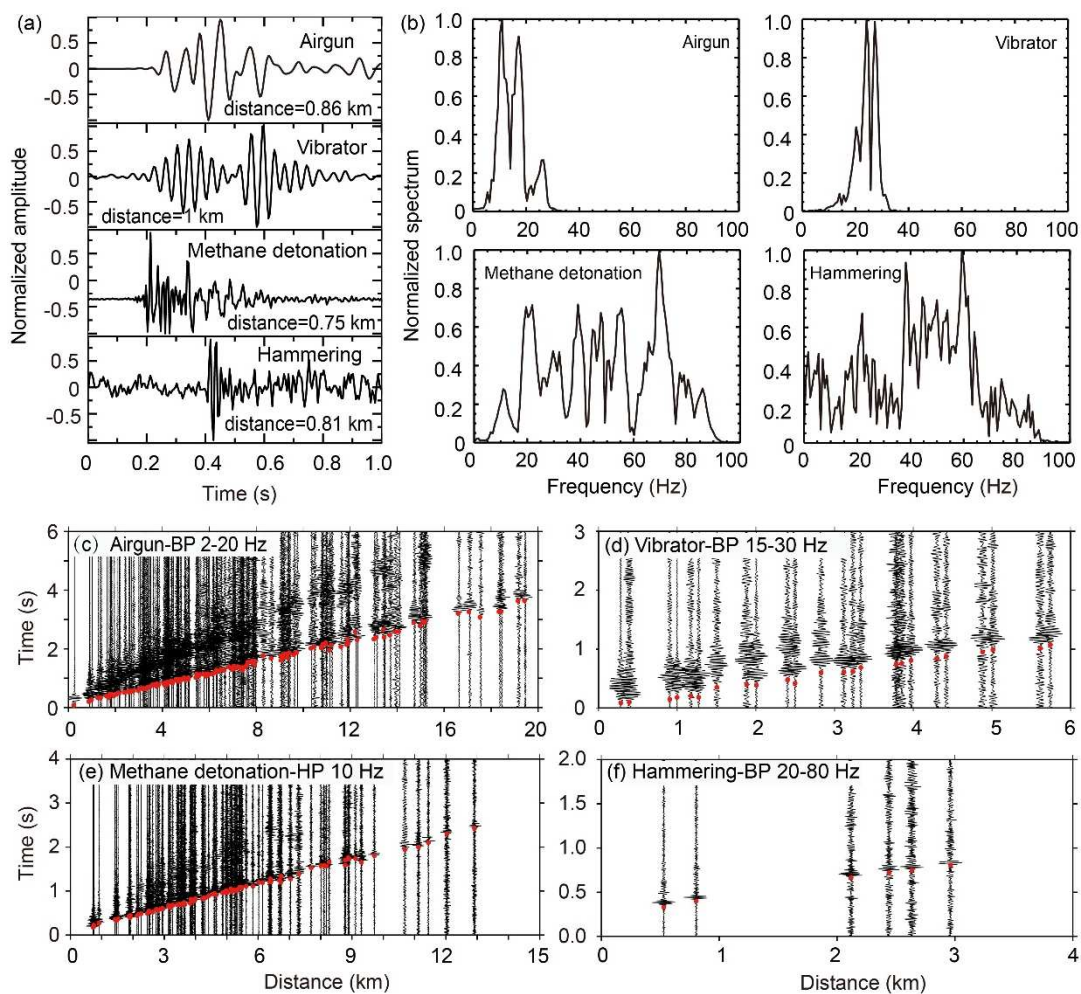 (a)
Normalized amplitude
0.5
0
-0.5
Airgun
distance=0.86 km
0.5
0
-0.5
Vibrator
distance=1 km
0.5
0
-0.5
Methane detonation
distance=0.75 km
0.5
0
-0.5
Hammering
distance=0.81 km
0 0.2 0.4 0.6 0.8 1.0
Time (s)
(b)
Normalized spectrum
1.0
0.8
0.6
0.4
0.2
0
Airgun
0 20 40 60 80 100
1.0
0.8
0.6
0.4
0.2
0
Vibrator
0 20 40 60 80 100
1.0
0.8
0.6
0.4
0.2
0
Methane detonation
0 20 40 60 80 100
Frequency (Hz)
1.0
0.8
0.6
0.4
0.2
0
Hammering
0 20 40 60 80 100
Frequency (Hz)
(c) Airgun-BP 2-20 Hz
Time (s)
6
4
2
0
0 2 4 6 8 10 12 14 16 18 20
(d) Vibrator-BP 15-30 Hz
3
2
1
0
0 1 2 3 4 5 6
(e) Methane detonation-HP 10 Hz
Time (s)
4
3
2
1
0
0 3 6 9 12 15
Distance (km)
(f) Hammering-BP 20-80 Hz
2.0
1.5
1.0
0.5
0.0
0 1 2 3 4
Distance (km)